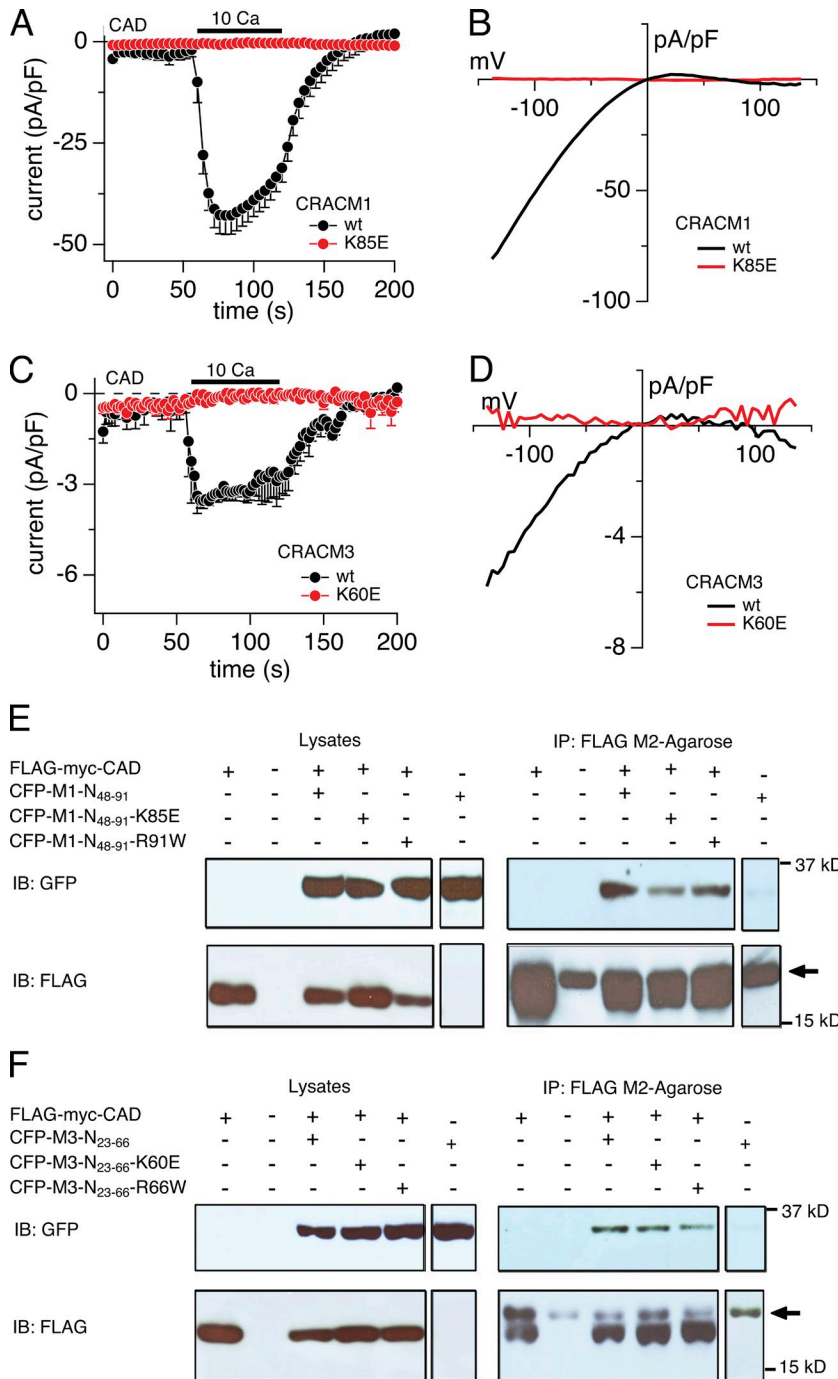 A
CAD
10 Ca
current (pA/pF)
0
-25
-50
CRACM1
wt
K85E
0 50 100 150 200
time (s)
B
mV
pA/pF
-100
100
-50
-100
CRACM1
wt
K85E
C
CAD
10 Ca
current (pA/pF)
0
-3
-6
CRACM3
wt
K60E
0 50 100 150 200
time (s)
D
mV
pA/pF
-100
100
-4
-8
CRACM3
wt
K60E
E
Lysates
IP: FLAG M2-Agarose
FLAG-myc-CAD + - + + + - + - + + + -
CFP-M1-N48-91 - - + - - + - - + - - +
CFP-M1-N48-91-K85E - - - + - - - - - + - -
CFP-M1-N48-91-R91W - - - - + - - - - - + -
IB: GFP
37 kD
IB: FLAG
15 kD
F
Lysates
IP: FLAG M2-Agarose
FLAG-myc-CAD + - + + + - + - + + + -
CFP-M3-N23-66 - - + - - + - - + - - +
CFP-M3-N23-66-K60E - - - + - - - - - + - -
CFP-M3-N23-66-R66W - - - - + - - - - - + -
IB: GFP
37 kD
IB: FLAG
15 kD